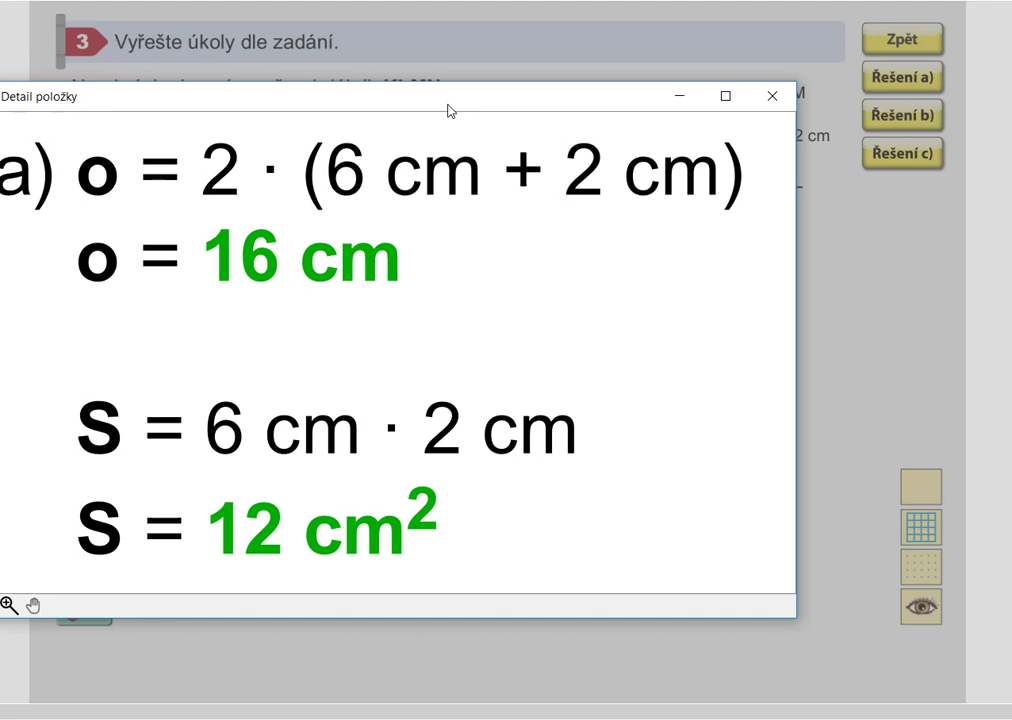 3 Vyřešte úkoly dle zadání.
Zpět
Řešení a)
Řešení b)
Řešení c)
M
2 cm
Detail položky
a) o = 2 · (6 cm + 2 cm)
o = 16 cm
S = 6 cm · 2 cm
S = 12 cm²